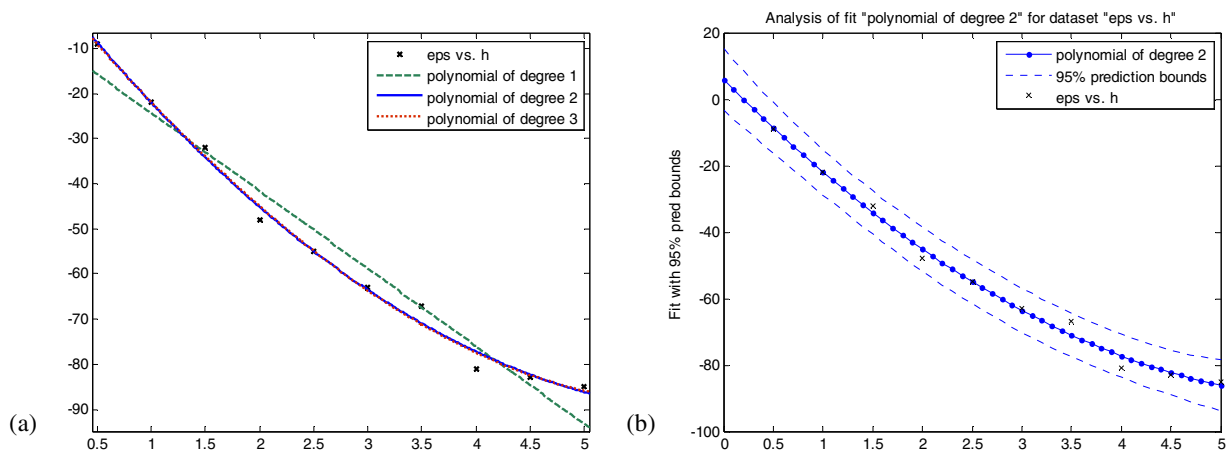 (a)
-10
-20
-30
-40
-50
-60
-70
-80
-90
0.5 1 1.5 2 2.5 3 3.5 4 4.5 5
eps vs. h
polynomial of degree 1
polynomial of degree 2
polynomial of degree 3
(b)
Analysis of fit "polynomial of degree 2" for dataset "eps vs. h"
Fit with 95% pred bounds
20
0
-20
-40
-60
-80
-100
0 0.5 1 1.5 2 2.5 3 3.5 4 4.5 5
polynomial of degree 2
95% prediction bounds
eps vs. h